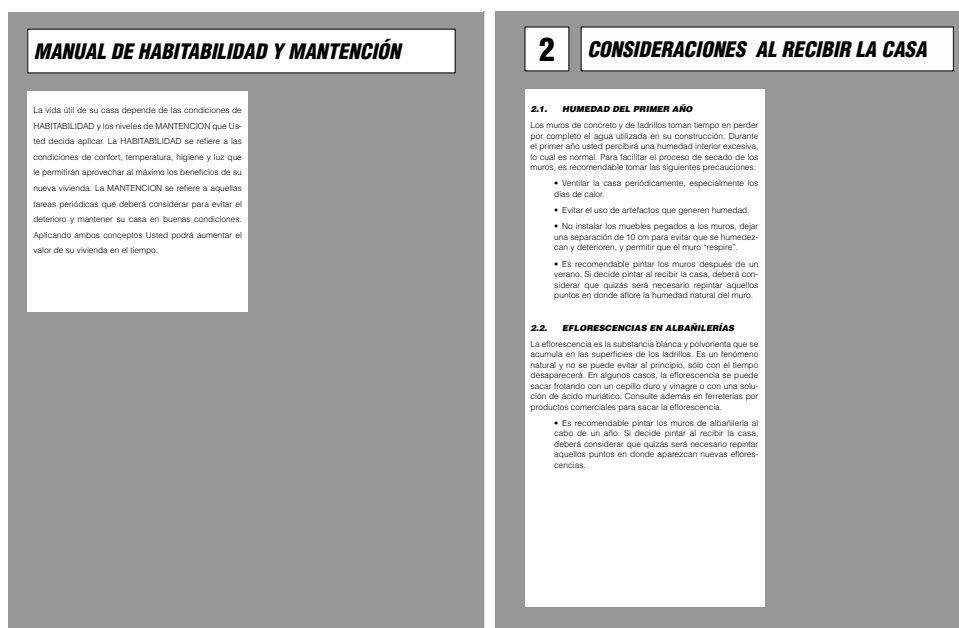 MANUAL DE HABITABILIDAD Y MANTENCIÓN
La vida útil de su casa depende de las condiciones de
HABITABILIDAD y los niveles de MANTENCION que Us-
ted decida aplicar. La HABITABILIDAD se refiere a las
condiciones de confort, temperatura, higiene y luz que
le permitirán aprovechar al máximo los beneficios de su
nueva vivienda. La MANTENCION se refiere a aquellas
tareas periódicas que deberá considerar para evitar el
deterioro y mantener su casa en buenas condiciones.
Aplicando ambos conceptos Usted podrá aumentar el
valor de su vivienda en el tiempo.
2 CONSIDERACIONES AL RECIBIR LA CASA
2.1. HUMEDAD DEL PRIMER AÑO
Los muros de concreto y de ladrillos toman tiempo en perder
por completo el agua utilizada en su construcción. Durante
el primer año usted percibirá una humedad interior excesiva,
lo cual es normal. Para facilitar el proceso de secado de los
muros, es recomendable tomar las siguientes precauciones:
• Ventilar la casa periódicamente, especialmente los
días de calor.
• Evitar el uso de artefactos que generen humedad.
• No instalar los muebles pegados a los muros, dejar
una separación de 10 cm para evitar que se humedez-
can y deterioren, y permitir que el muro “respire”.
• Es recomendable pintar los muros después de un
verano. Si decide pintar al recibir la casa, deberá con-
siderar que quizás será necesario repintar aquellos
puntos en donde aflore la humedad natural del muro.
2.2. EFLORESCENCIAS EN ALBAÑILERÍAS
La eflorescencia es la substancia blanca y polvorienta que se
acumula en las superficies de los ladrillos. Es un fenómeno
natural y no se puede evitar al principio, sólo con el tiempo
desaparecerá. En algunos casos, la eflorescencia se puede
sacar frotando con un cepillo duro y vinagre o con una solu-
ción de ácido muriático. Consulte además en ferreterías por
productos comerciales para sacar la eflorescencia.
• Es recomendable pintar los muros de albañilería al
cabo de un año. Si decide pintar al recibir la casa,
deberá considerar que quizás será necesario repintar
aquellos puntos en donde aparezcan nuevas eflores-
cencias.